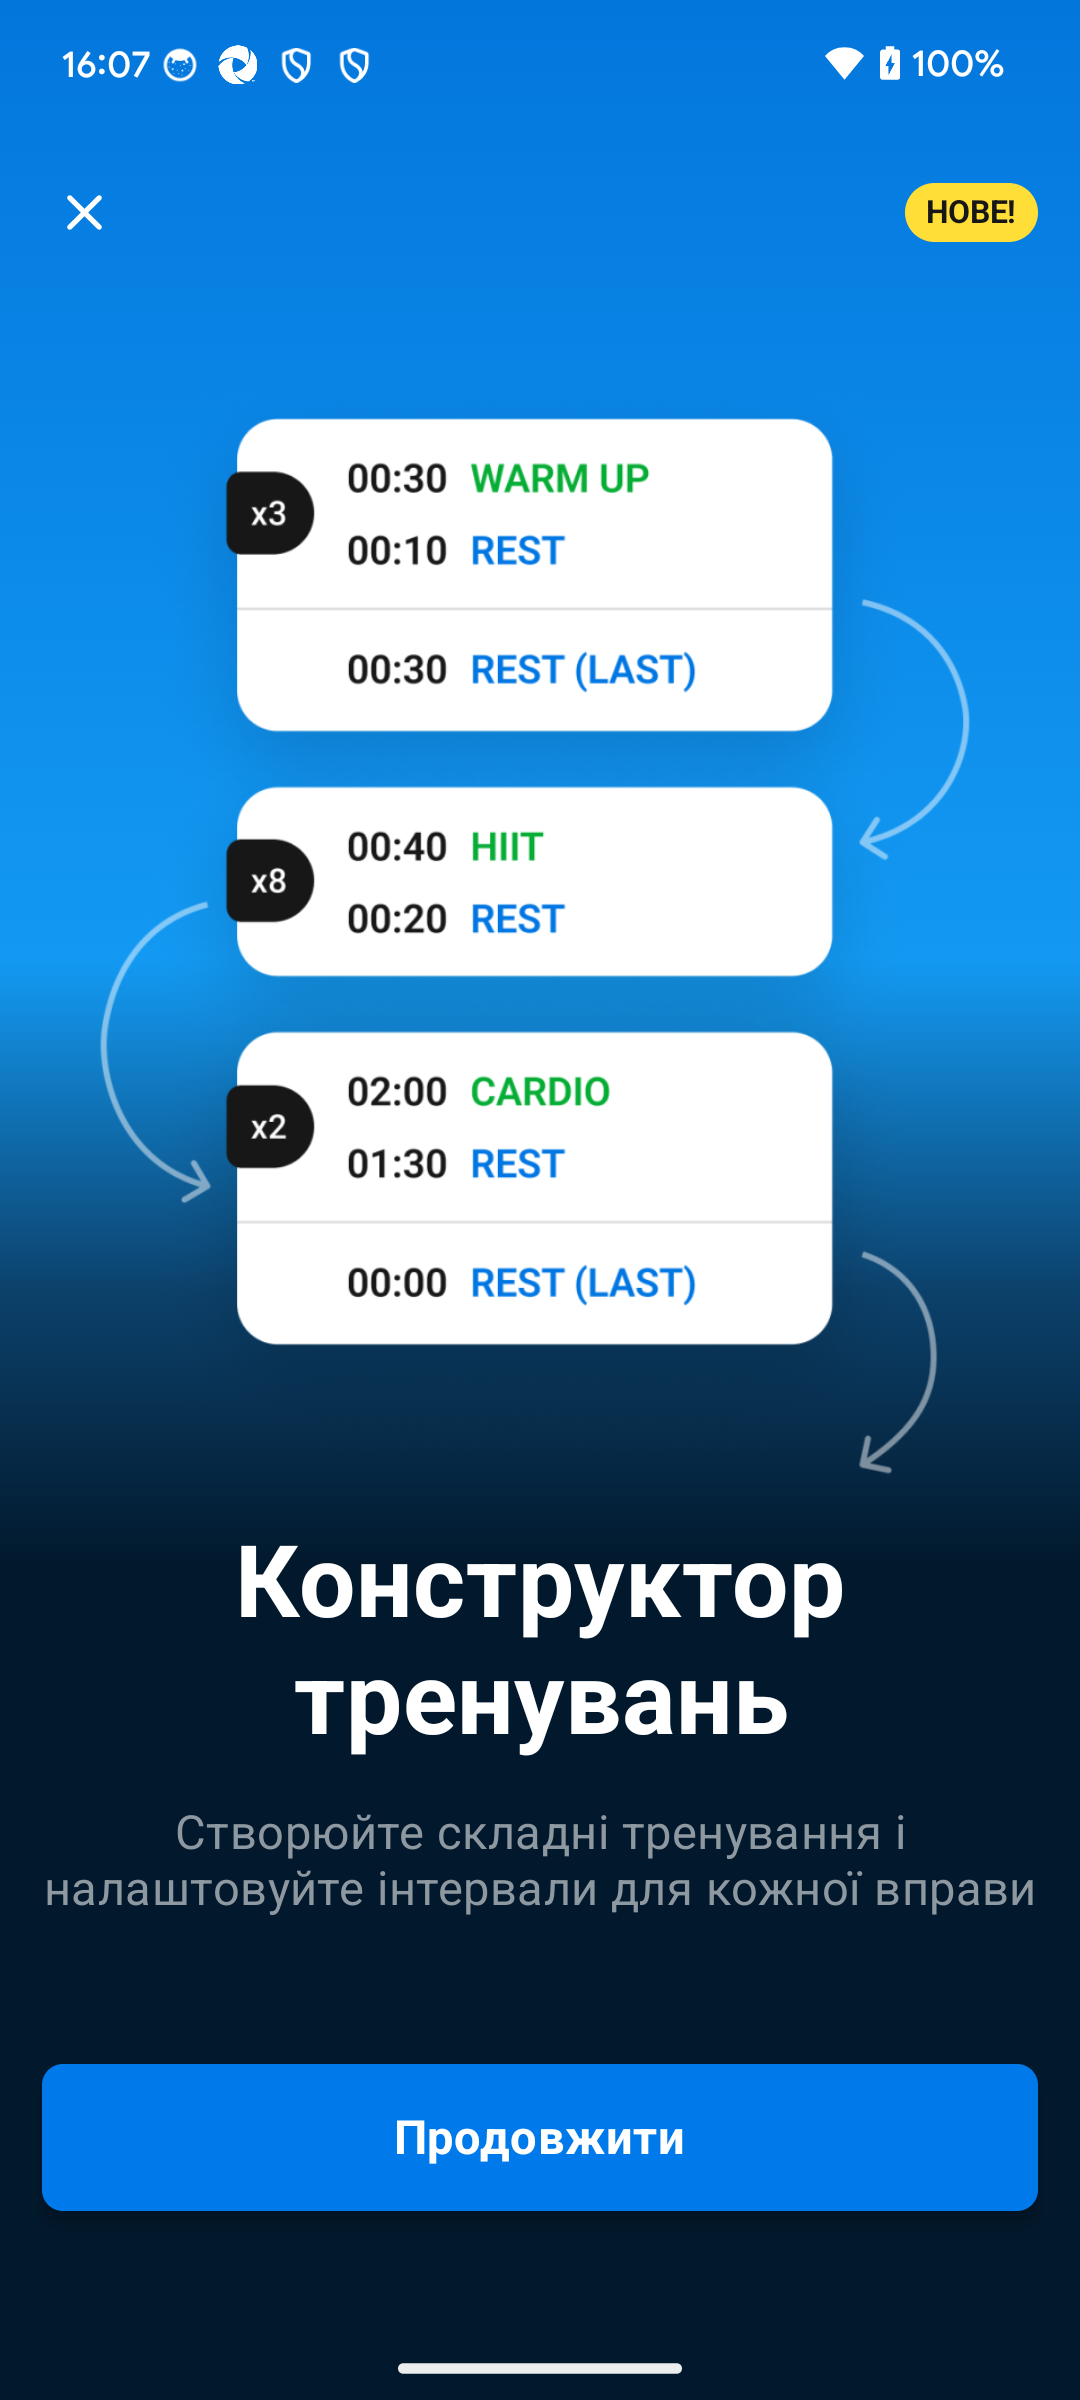 16:07
100%
НОВЕ!
x3
00:30 WARM UP
00:10 REST
00:30 REST (LAST)
x8
00:40 HIIT
00:20 REST
x2
02:00 CARDIO
01:30 REST
00:00 REST (LAST)
Конструктор
тренувань
Створюйте складні тренування і
налаштовуйте інтервали для кожної вправи
Продовжити